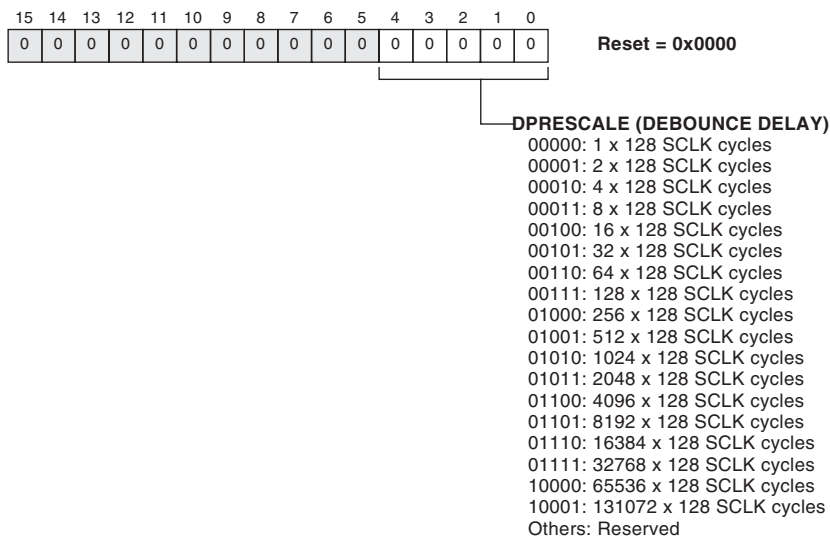 15 14 13 12 11 10 9 8 7 6 5 4 3 2 1 0
0 0 0 0 0 0 0 0 0 0 0 0 0 0 0 0 Reset = 0x0000
DPRESCALE (DEBOUNCE DELAY)
00000: 1 x 128 SCLK cycles
00001: 2 x 128 SCLK cycles
00010: 4 x 128 SCLK cycles
00011: 8 x 128 SCLK cycles
00100: 16 x 128 SCLK cycles
00101: 32 x 128 SCLK cycles
00110: 64 x 128 SCLK cycles
00111: 128 x 128 SCLK cycles
01000: 256 x 128 SCLK cycles
01001: 512 x 128 SCLK cycles
01010: 1024 x 128 SCLK cycles
01011: 2048 x 128 SCLK cycles
01100: 4096 x 128 SCLK cycles
01101: 8192 x 128 SCLK cycles
01110: 16384 x 128 SCLK cycles
01111: 32768 x 128 SCLK cycles
10000: 65536 x 128 SCLK cycles
10001: 131072 x 128 SCLK cycles
Others: Reserved